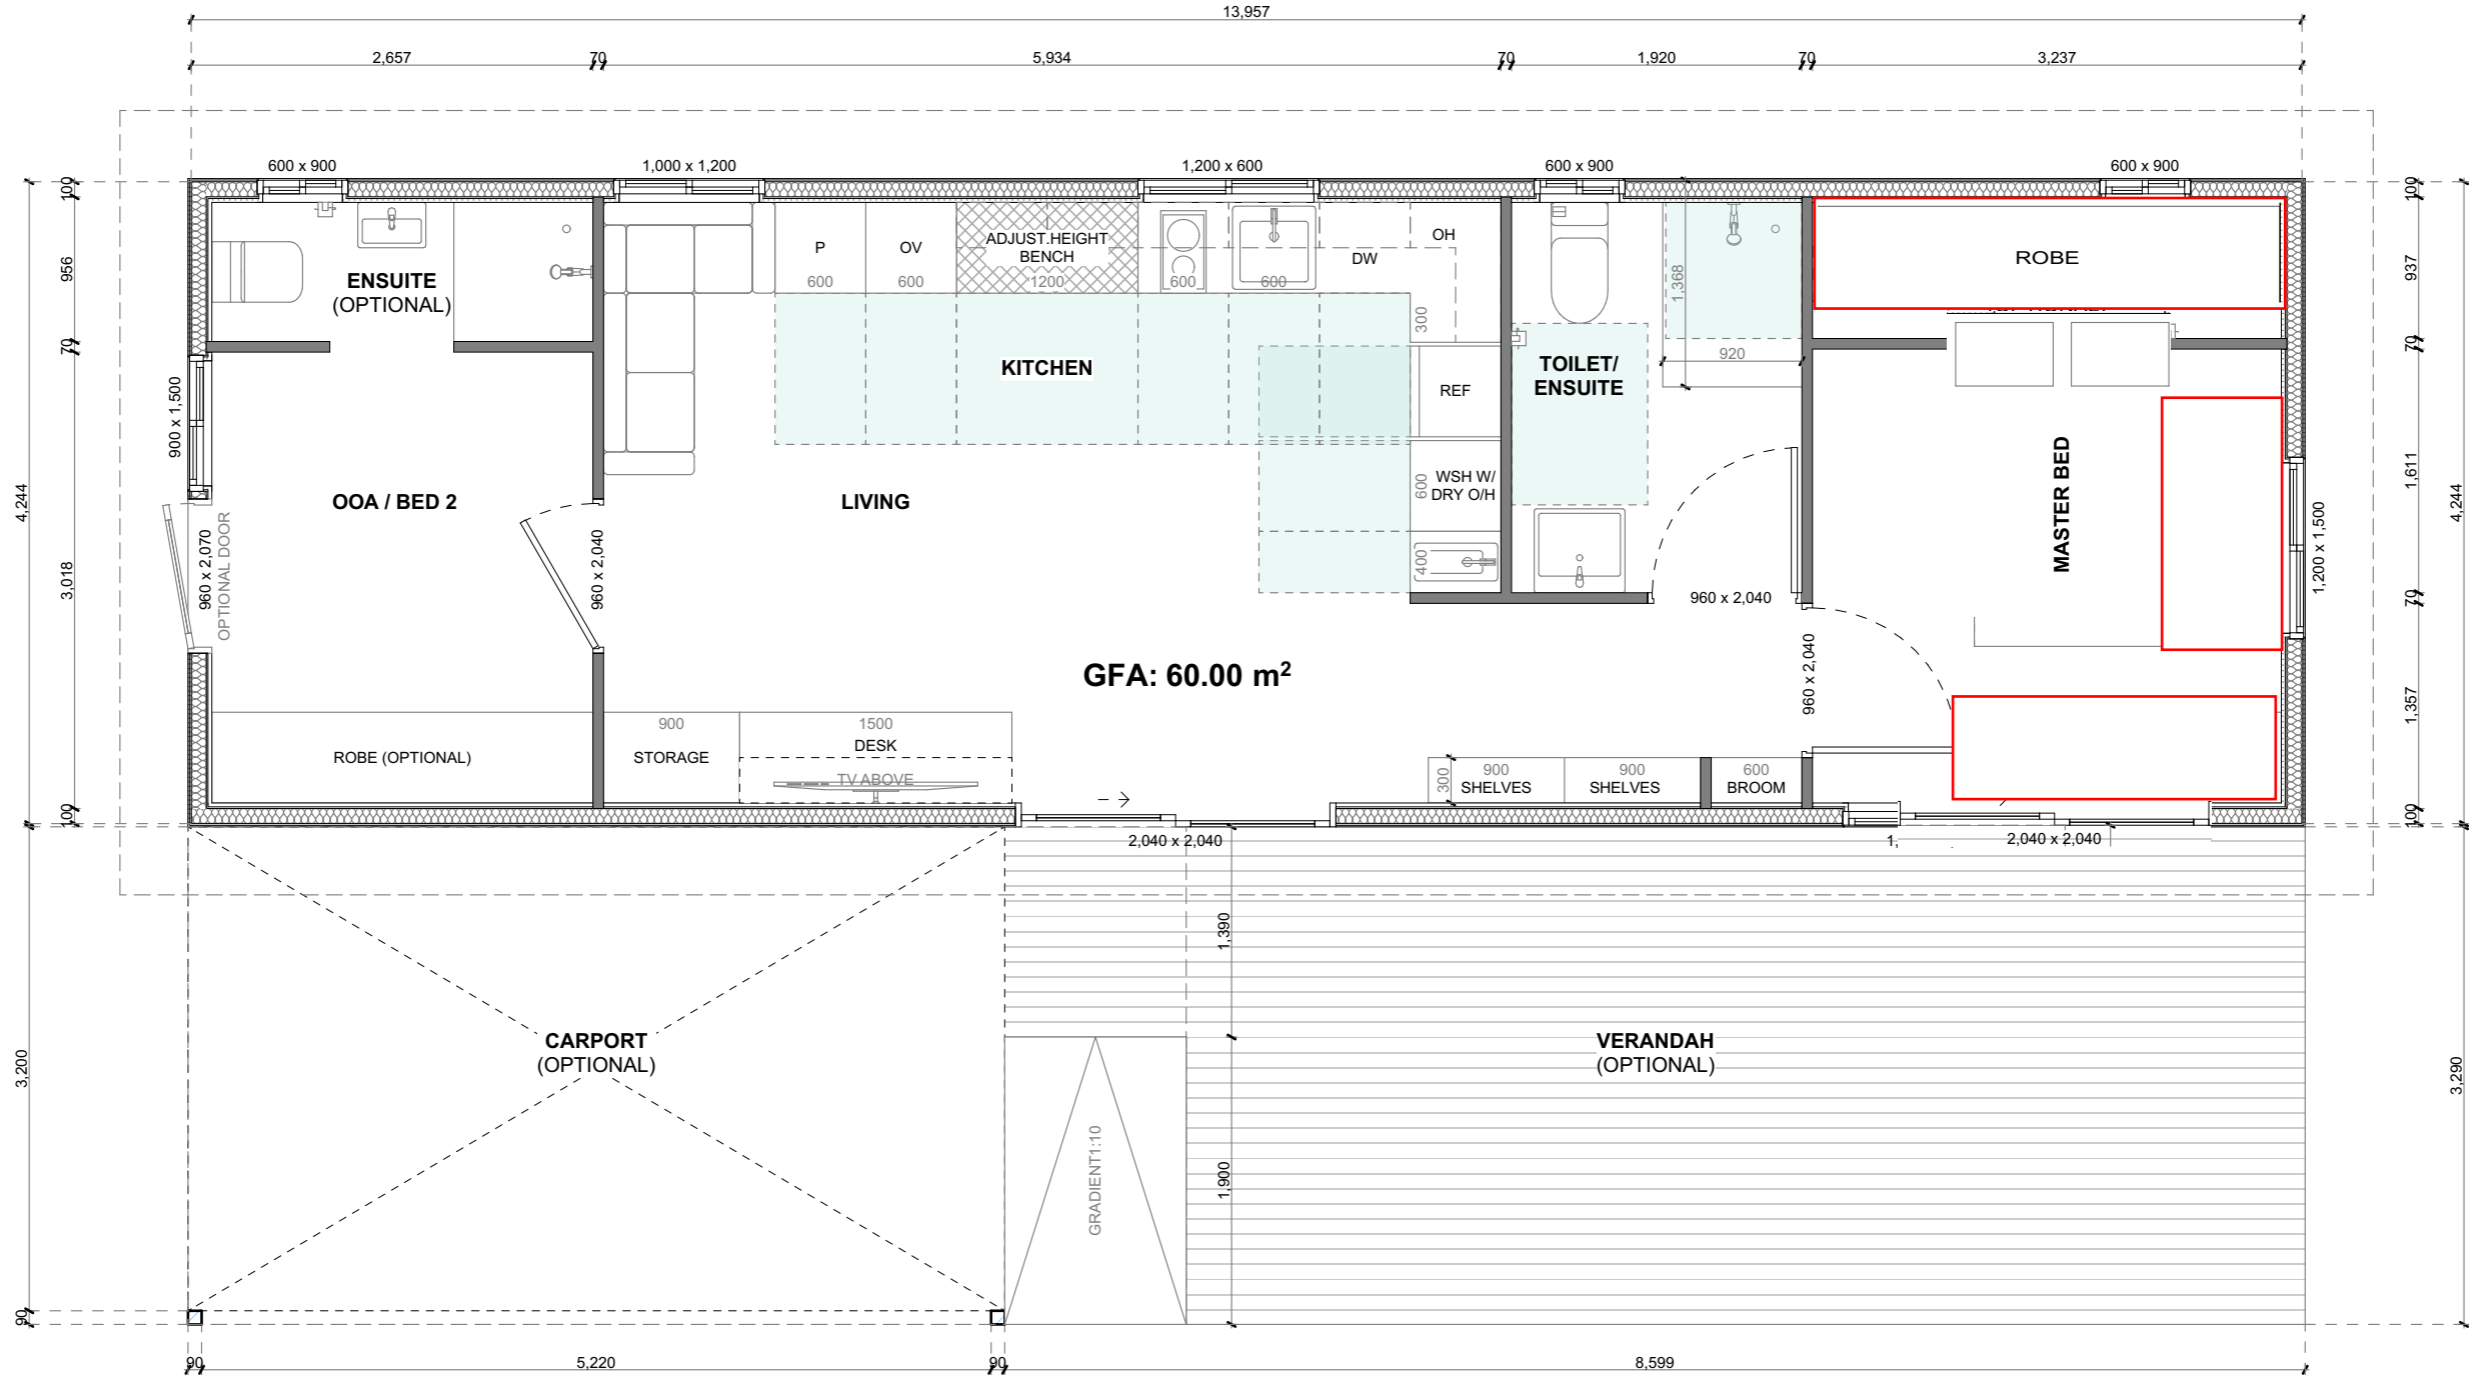 13,957
2,657
70
5,934
70
1,920
70
3,237
600 x 900
1,000 x 1,200
1,200 x 600
600 x 900
600 x 900
100
956
70
3,018
100
4,244
3,200
90
100
937
70
1,611
70
1,357
100
4,244
3,290
ENSUITE
(OPTIONAL)
P
600
OV
600
ADJUST.HEIGHT
BENCH
1200
600
600
OH
DW
300
KITCHEN
REF
TOILET/
ENSUITE
1,368
920
ROBE
900 x 1,500
OOA / BED 2
960 x 2,070
OPTIONAL DOOR
960 x 2,040
LIVING
600
WSH W/
DRY O/H
400
960 x 2,040
MASTER BED
1,200 x 1,500
960 x 2,040
GFA: 60.00 m²
ROBE (OPTIONAL)
900
STORAGE
1500
DESK
TV ABOVE
300
900
SHELVES
900
SHELVES
600
BROOM
2,040 x 2,040
1,
2,040 x 2,040
1,390
CARPORT
(OPTIONAL)
VERANDAH
(OPTIONAL)
GRADIENT1:10
1,900
90
5,220
90
8,599